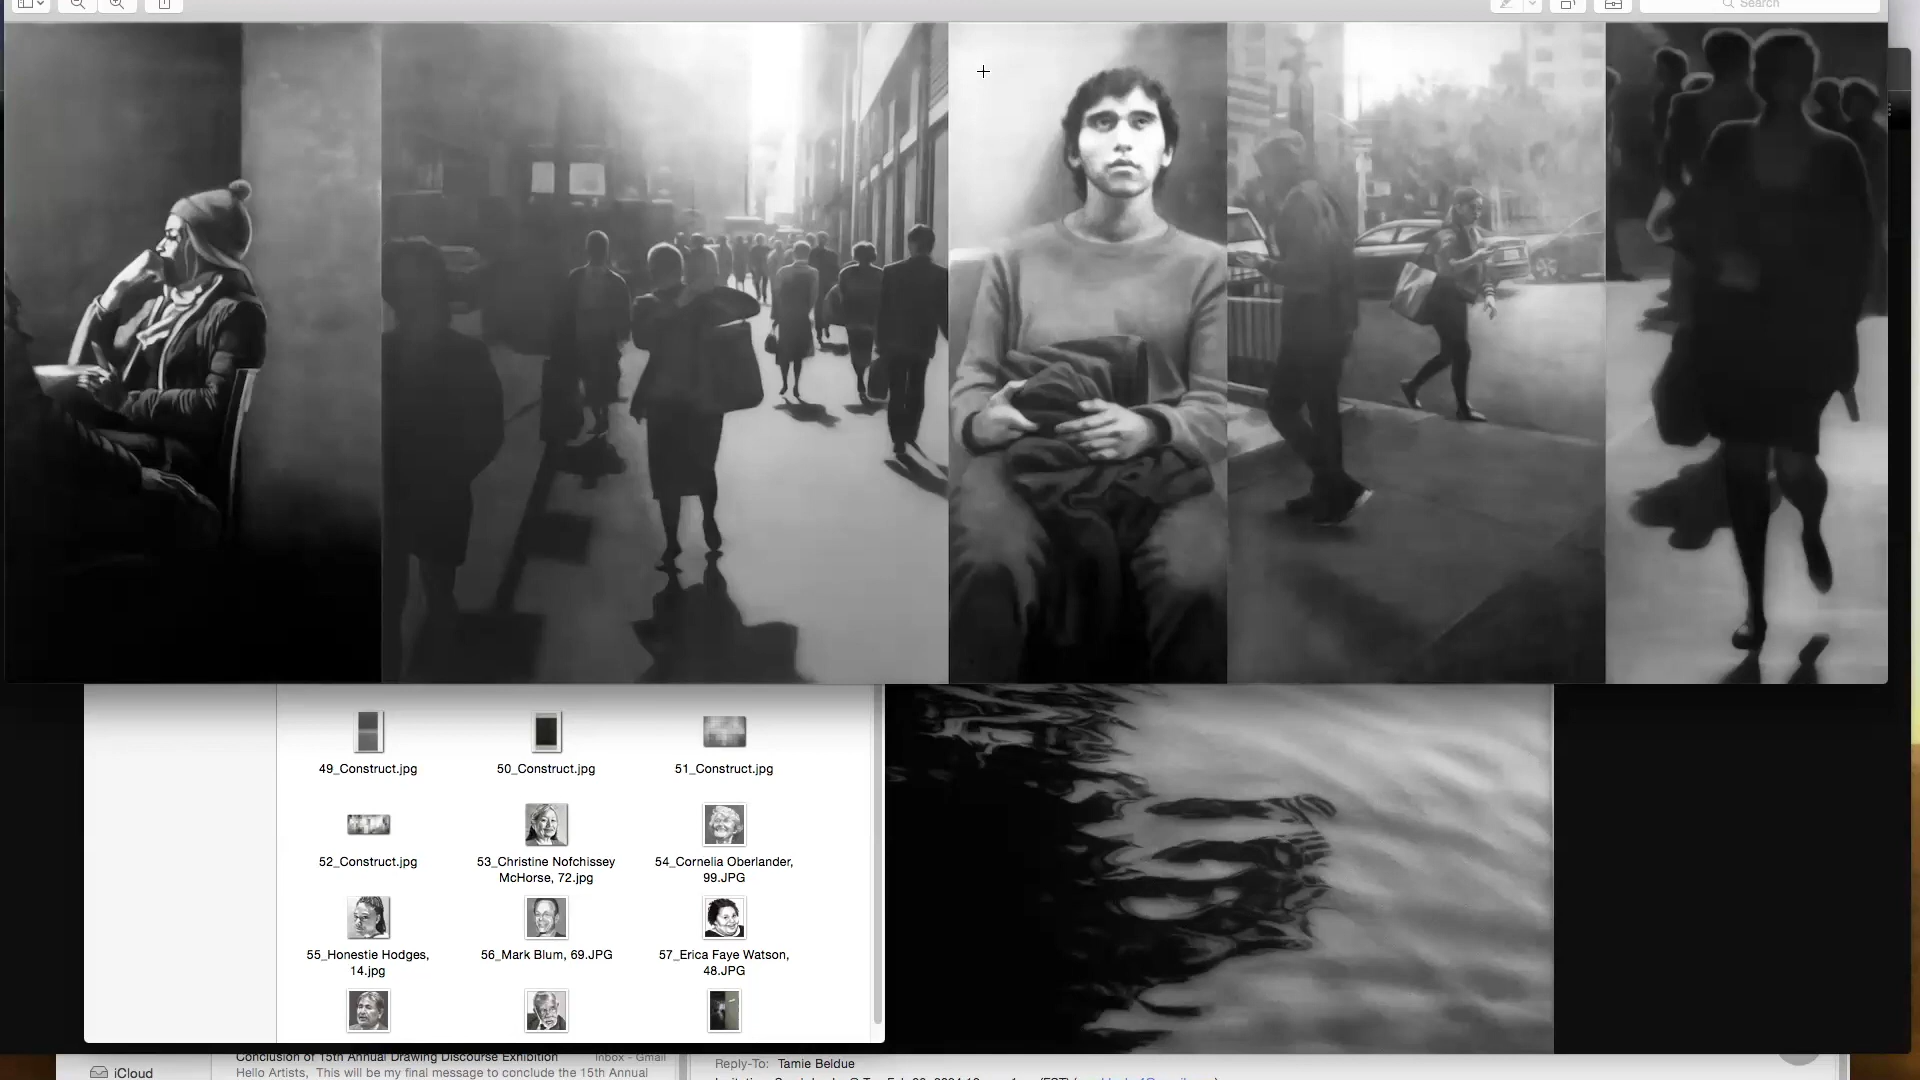 Search
49_Construct.jpg
50_Construct.jpg
51_Construct.jpg
52_Construct.jpg
53_Christine Nofchissey
McHorse, 72.jpg
54_Cornelia Oberlander,
99.JPG
55_Honestie Hodges,
14.jpg
56_Mark Blum, 69.JPG
57_Erica Faye Watson,
48.JPG
Conclusion of 15th Annual Drawing Discourse Exhibition
Inbox - Gmail
Hello Artists, This will be my final message to conclude the 15th Annual
iCloud
Reply-To: Tamie Beldue